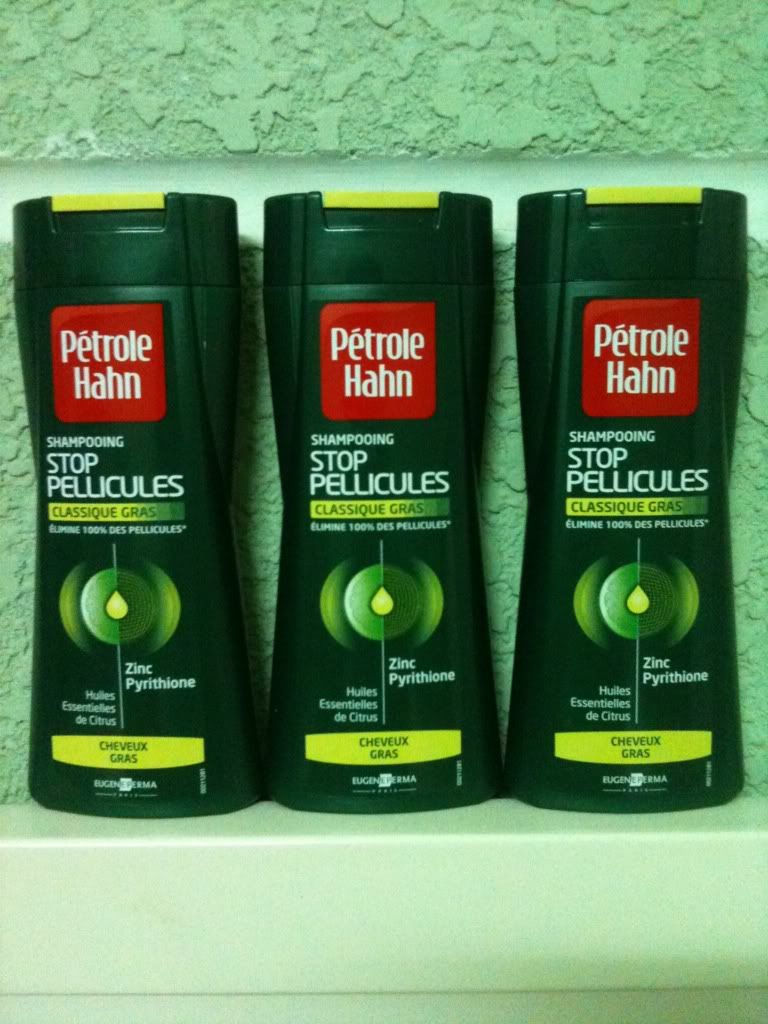 Pétrole
Hahn
SHAMPOOING
STOP
PELLICULES
CLASSIQUE GRAS
ÉLIMINE 100% DES PELLICULES*
Zinc
Pyrithione
Huiles
Essentielles
de Citrus
CHEVEUX
GRAS
EUGENE PERMA
PARIS
Pétrole
Hahn
SHAMPOOING
STOP
PELLICULES
CLASSIQUE GRAS
ÉLIMINE 100% DES PELLICULES*
Zinc
Pyrithione
Huiles
Essentielles
de Citrus
CHEVEUX
GRAS
EUGENE PERMA
PARIS
Pétrole
Hahn
SHAMPOOING
STOP
PELLICULES
CLASSIQUE GRAS
ÉLIMINE 100% DES PELLICULES*
Zinc
Pyrithione
Huiles
Essentielles
de Citrus
CHEVEUX
GRAS
EUGENE PERMA
PARIS